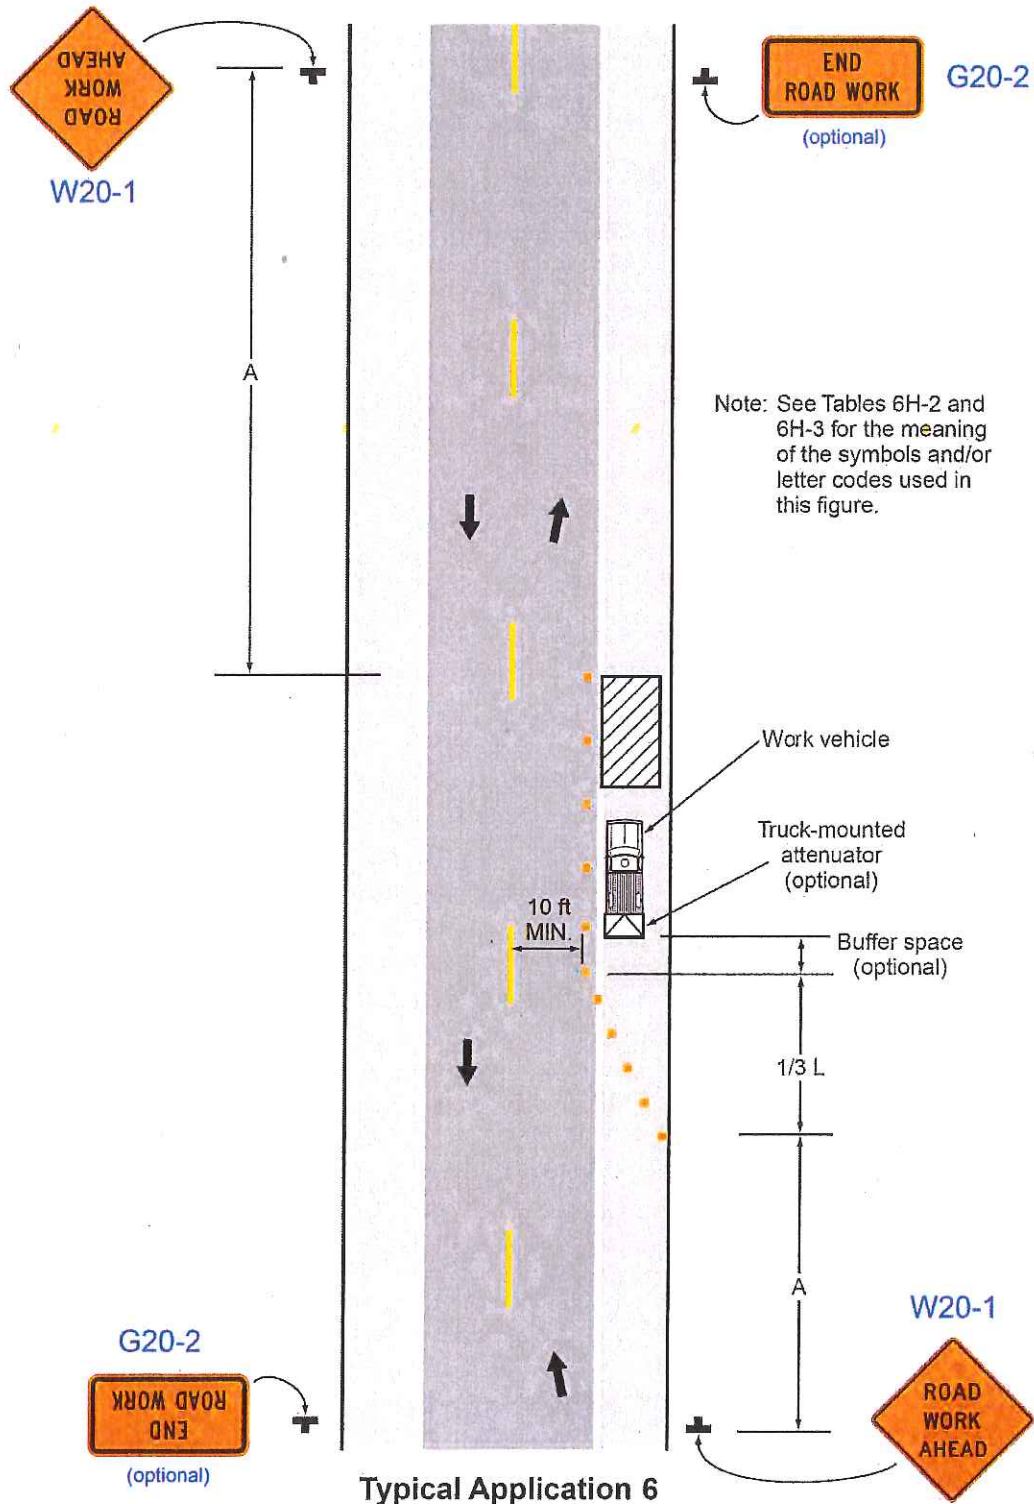 ROAD
WORK
AHEAD
W20-1
END
ROAD WORK
(optional)
G20-2
A
Note: See Tables 6H-2 and
6H-3 for the meaning
of the symbols and/or
letter codes used in
this figure.
Work vehicle
Truck-mounted
attenuator
(optional)
10 ft
MIN.
Buffer space
(optional)
1/3 L
A
W20-1
ROAD
WORK
AHEAD
G20-2
END
ROAD WORK
(optional)
Typical Application 6